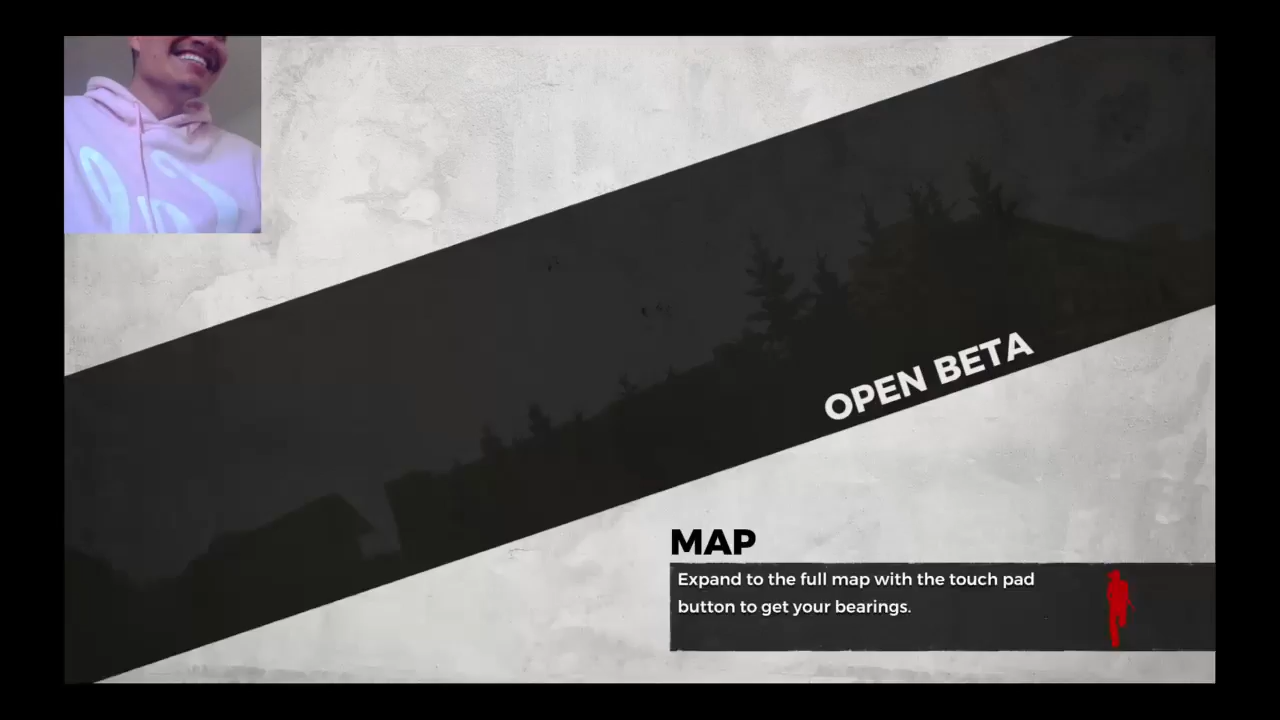 OPEN BETA
MAP
Expand to the full map with the touch pad
button to get your bearings.